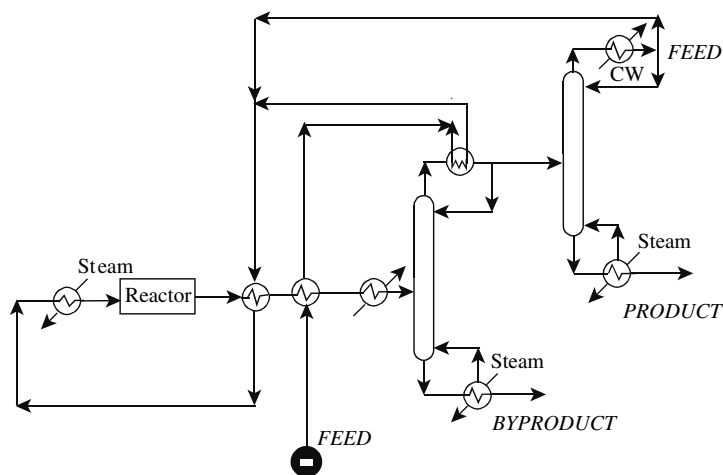 FEED
CW
Steam
Reactor
Steam
PRODUCT
Steam
FEED
BYPRODUCT